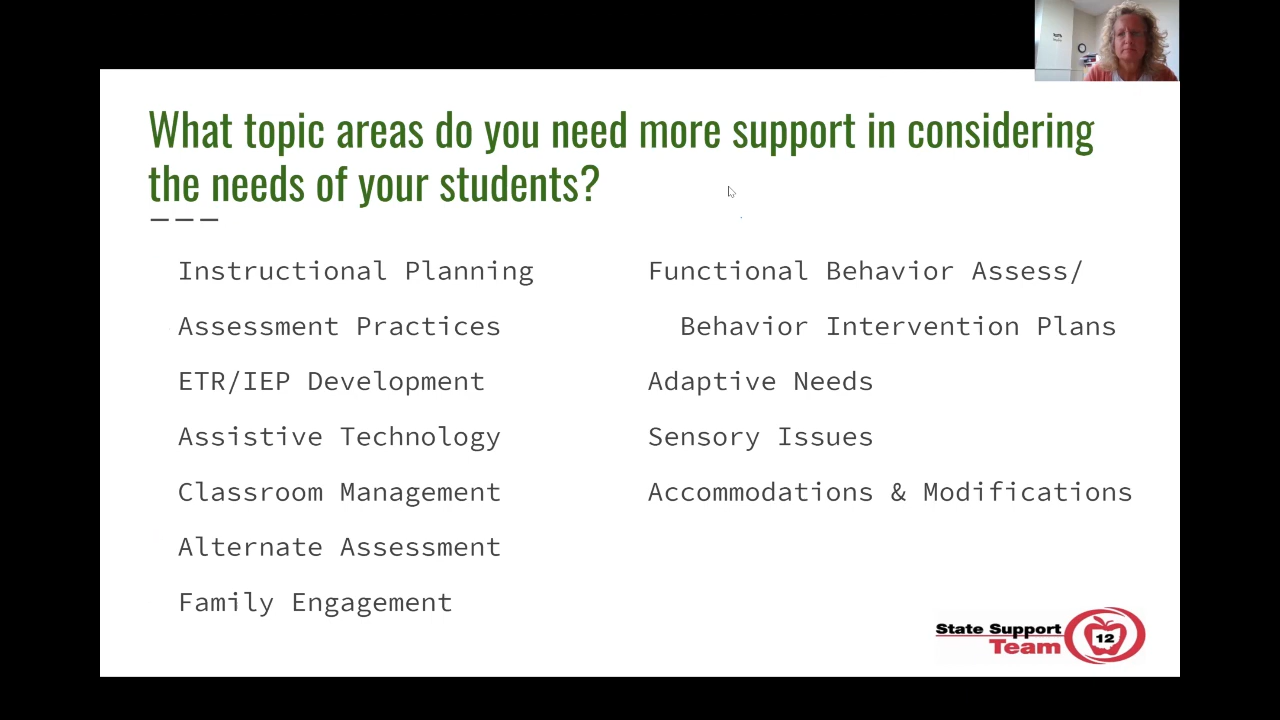 What topic areas do you need more support in considering
the needs of your students?
Instructional Planning
Assessment Practices
ETR/IEP Development
Assistive Technology
Classroom Management
Alternate Assessment
Family Engagement
Functional Behavior Assess/
Behavior Intervention Plans
Adaptive Needs
Sensory Issues
Accommodations & Modifications
State Support
Team
12